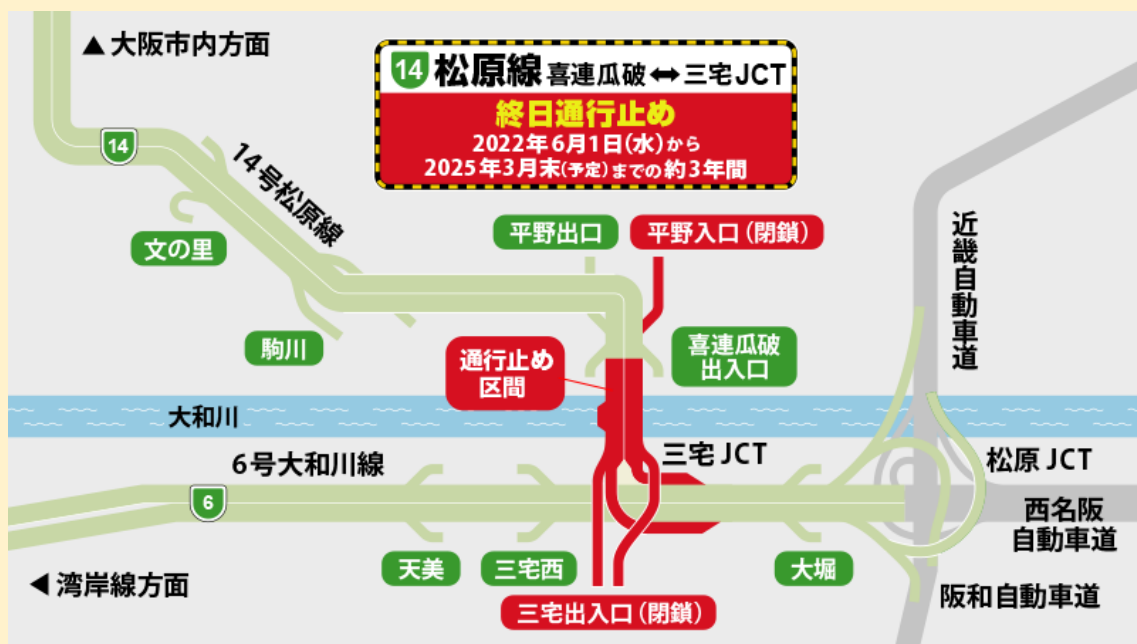 ▲大阪市内方面
14 松原線 喜連瓜破⟷三宅JCT
終日通行止め
2022年6月1日(水)から
2025年3月末(予定)までの約3年間
14
14号松原線
文の里
駒川
平野出口
平野入口(閉鎖)
喜連瓜破
出入口
通行止め
区間
近畿自動車道
大和川
6号大和川線
6
三宅JCT
松原JCT
西名阪
自動車道
阪和自動車道
天美
三宅西
大堀
三宅出入口(閉鎖)
◀湾岸線方面